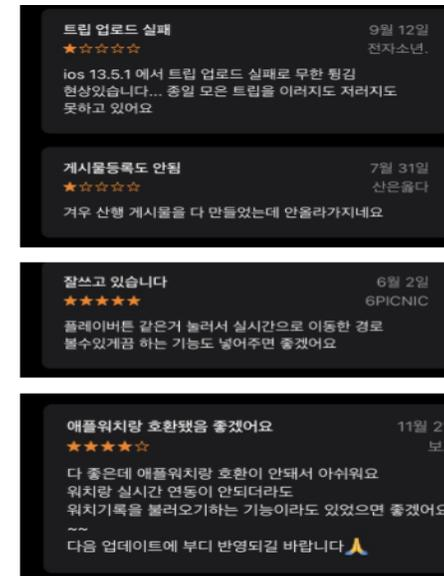 트립 업로드 실패 9월 12일
★☆☆☆☆ 전자소년.
ios 13.5.1 에서 트립 업로드 실패로 무한 튕김
현상있습니다... 종일 모은 트립을 이러지도 저러지도
못하고 있어요
게시물등록도 안됨 7월 31일
★☆☆☆☆ 산은옳다
겨우 산행 게시물을 다 만들었는데 안올라가지네요
잘쓰고 있습니다 6월 2일
★★★★★ 6PICNIC
플레이버튼 같은거 눌러서 실시간으로 이동한 경로
볼수있게끔 하는 기능도 넣어주면 좋겠어요
애플워치랑 호환됐음 좋겠어요 11월 2
★★★★☆ 보
다 좋은데 애플워치랑 호환이 안돼서 아쉬워요
워치랑 실시간 연동이 안되더라도
위치기록을 불러오기하는 기능이라도 있었으면 좋겠어요
~~
다음 업데이트에 부디 반영되길 바랍니다🙏